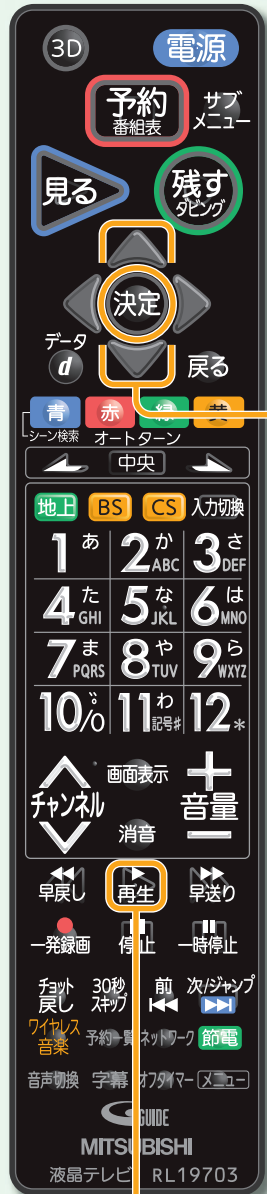 3D 電源
予約
番組表
サブ
メニュー
見る
残す
ダビング
決定
データ
d
戻る
青 赤 緑 黄
シーン検索 オートターン
中央
地上 BS CS 入力切換
1 あ 2 か ABC 3 さ DEF
4 た GHI 5 な JKL 6 は MNO
7 ま PQRS 8 や TUV 9 ら WXYZ
10/0 ゛゜ 11 わ 記号# 12 *
チャンネル 画面表示 + 音量 −
消音
早戻し 再生 早送り
一発録画 停止 一時停止
チョット
戻し
30秒
スキップ
前 次/ジャンプ
ワイヤレス
音楽
予約一覧 ネットワーク 節電
音声切換 字幕 オフタイマー メニュー
G GUIDE
MITSUBISHI
液晶テレビ RL19703